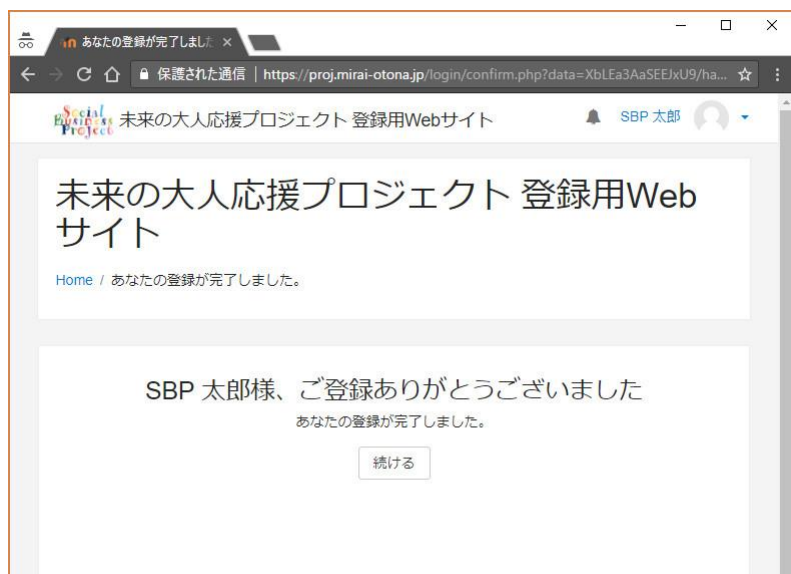 あなたの登録が完了しました
保護された通信 | https://proj.mirai-otona.jp/login/confirm.php?data=XbLEa3AaSEEJxU9/ha...
Social
Business
Project
未来の大人応援プロジェクト 登録用Webサイト
SBP 太郎
未来の大人応援プロジェクト 登録用Web
サイト
Home / あなたの登録が完了しました。
SBP 太郎様、ご登録ありがとうございました
あなたの登録が完了しました。
続ける